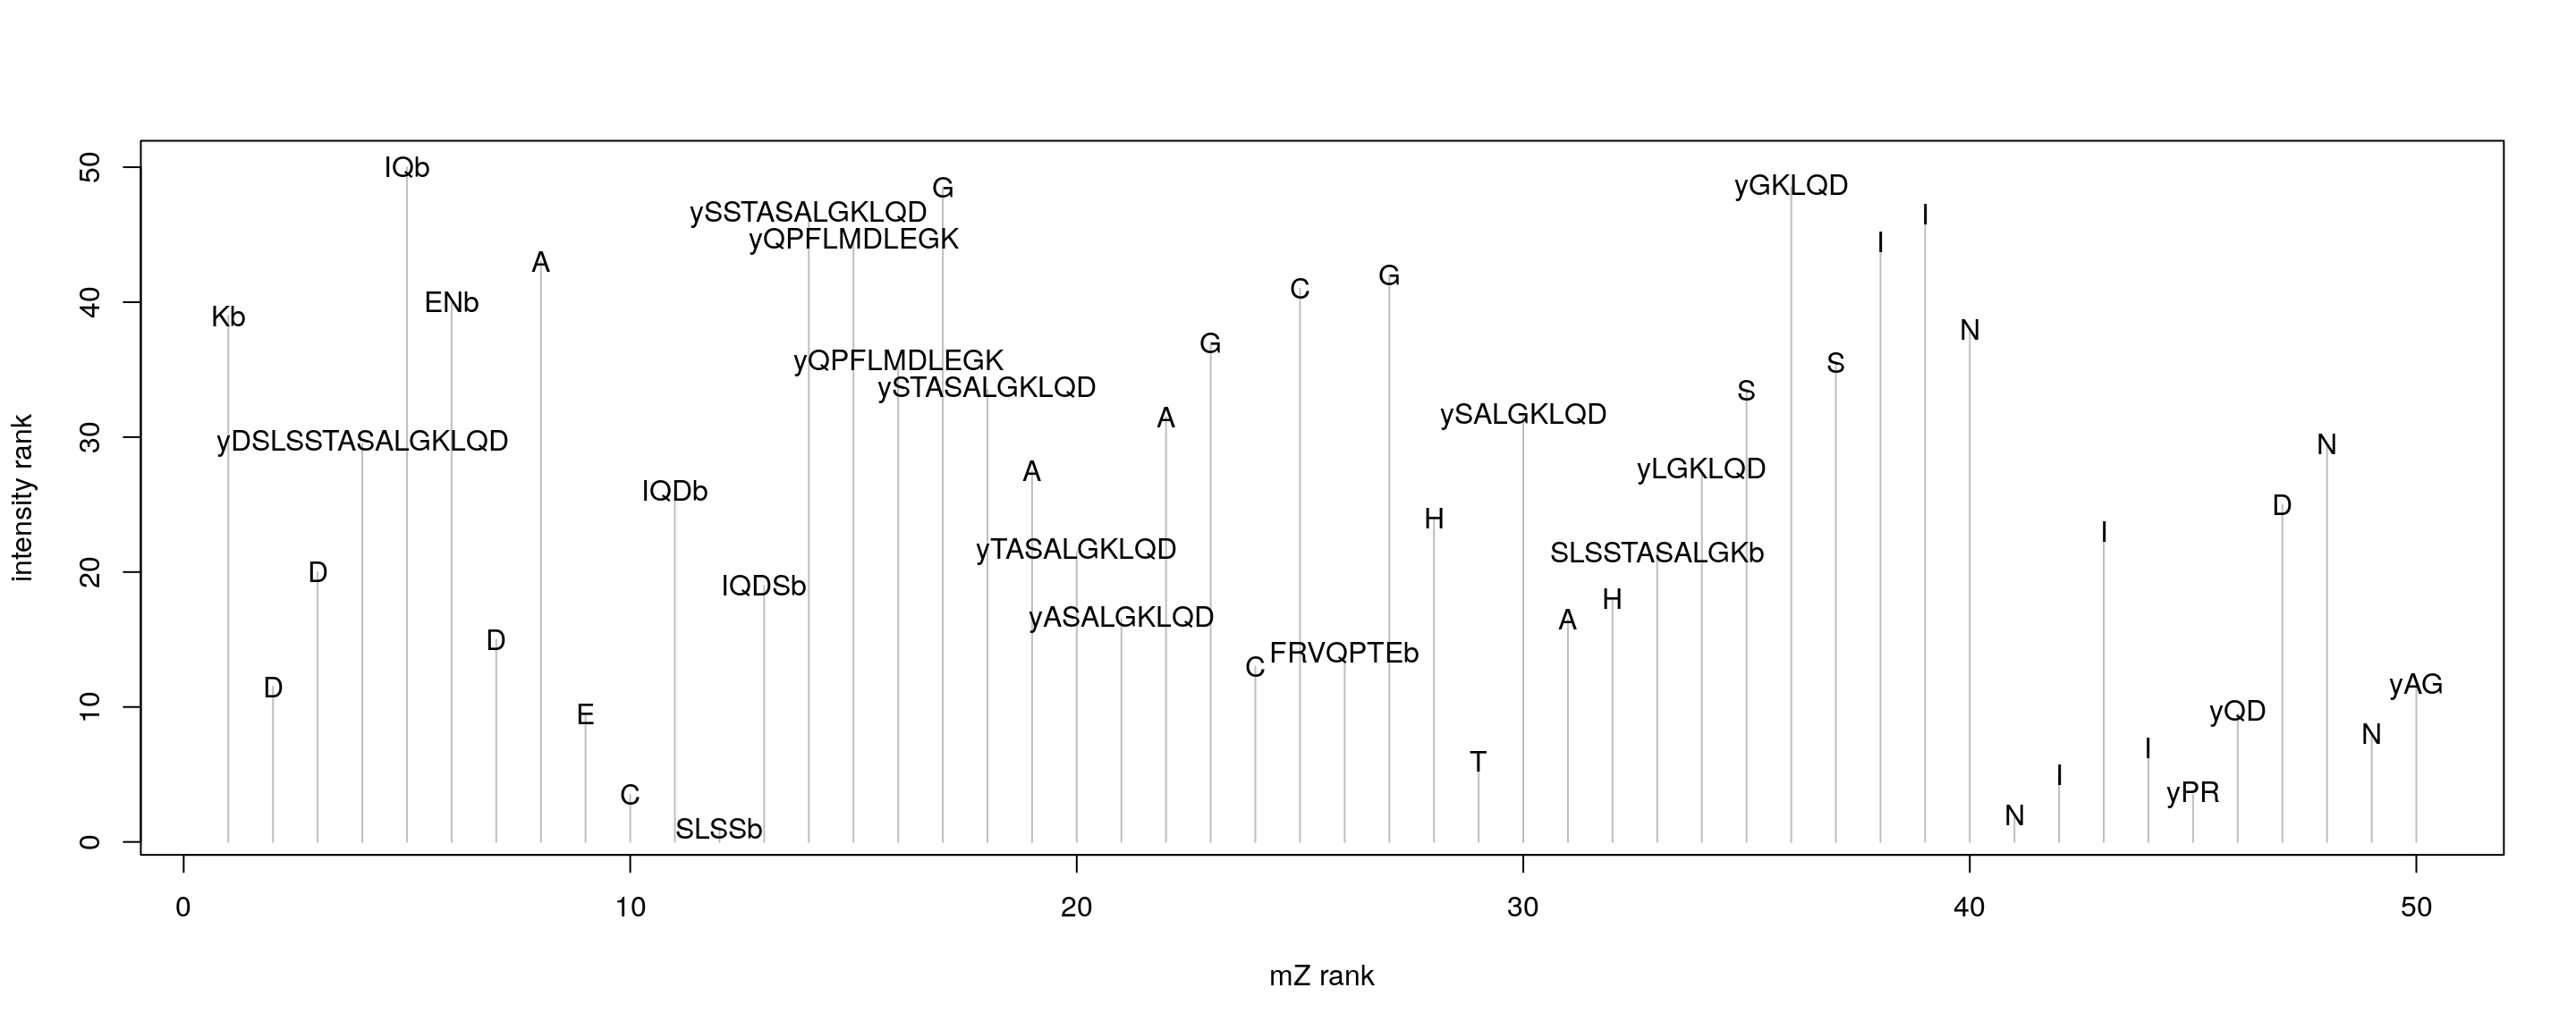 IQb
yGKLQD
G
ySSTASALGKLQD
I
yQPFLMDLEGK
I
A
G
C
ENb
Kb
N
G
yQPFLMDLEGK
S
ySTASALGKLQD
S
A
ySALGKLQD
yDSLSSTASALGKLQD
N
A
yLGKLQD
IQDb
D
H
I
yTASALGKLQD
SLSSTASALGKb
D
IQDSb
H
yASALGKLQD
A
D
FRVQPTEb
C
D
yAG
E
yQD
N
I
T
I
C
yPR
N
SLSSb
0
10
20
30
40
50
intensity rank
0 10 20 30 40 50
mZ rank